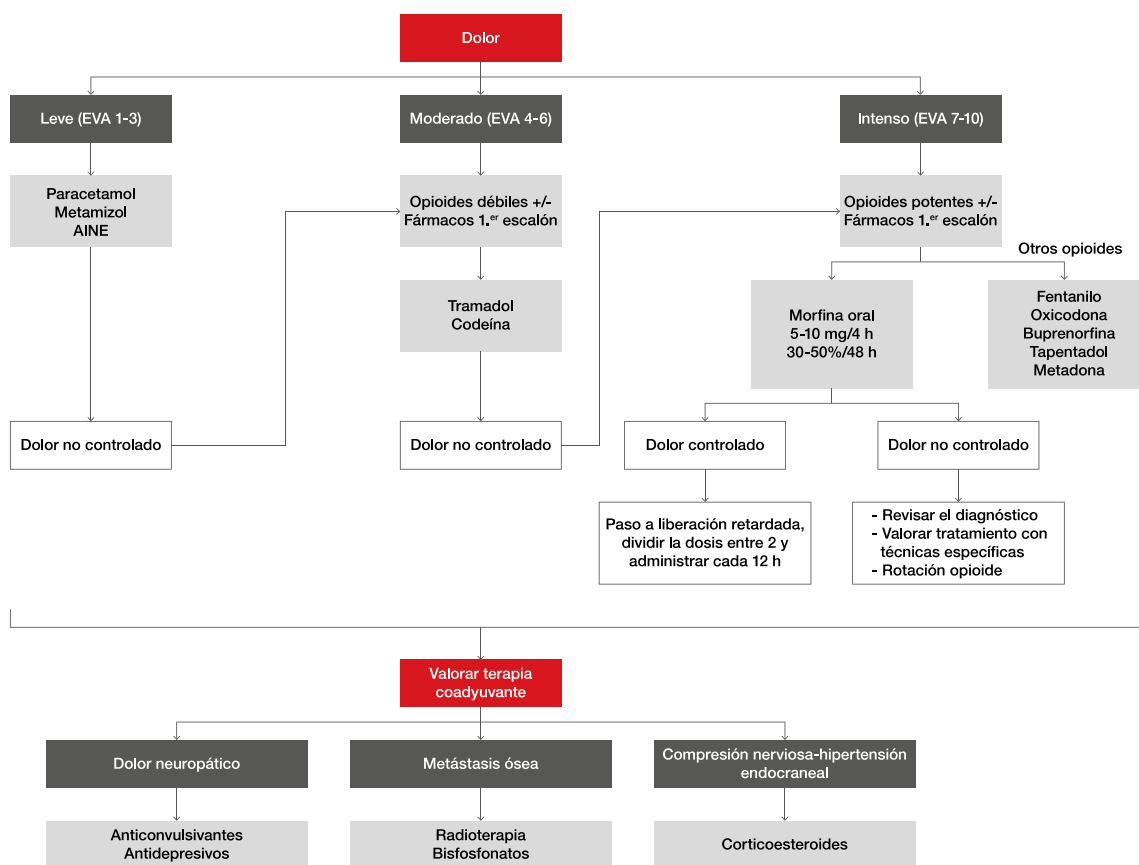 Dolor
Leve (EVA 1-3)
Moderado (EVA 4-6)
Intenso (EVA 7-10)
Paracetamol
Metamizol
AINE
Opioides débiles +/-
Fármacos 1.er escalón
Opioides potentes +/-
Fármacos 1.er escalón
Otros opioides
Tramadol
Codeína
Morfina oral
5-10 mg/4 h
30-50%/48 h
Fentanilo
Oxicodona
Buprenorfina
Tapentadol
Metadona
Dolor no controlado
Dolor no controlado
Dolor controlado
Dolor no controlado
Paso a liberación retardada,
dividir la dosis entre 2 y
administrar cada 12 h
- Revisar el diagnóstico
- Valorar tratamiento con
técnicas específicas
- Rotación opioide
Valorar terapia
coadyuvante
Dolor neuropático
Metástasis ósea
Compresión nerviosa-hipertensión
endocraneal
Anticonvulsivantes
Antidepresivos
Radioterapia
Bisfosfonatos
Corticoesteroides